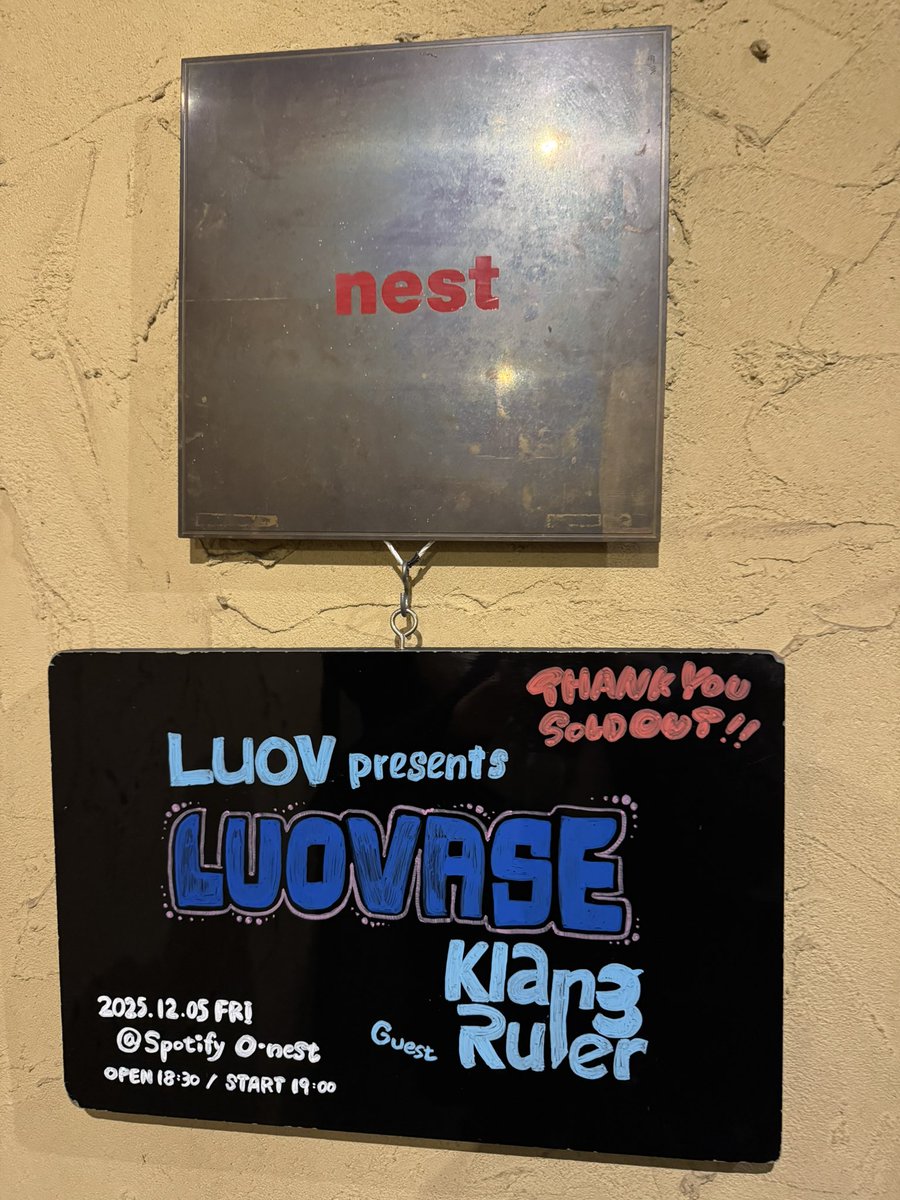 nest
THANK YOU
SOLD OUT!!
LUOV presents
LUOVASE
Klang
Guest Ruler
2025.12.05 FRI
@Spotify O-nest
OPEN 18:30 / START 19:00